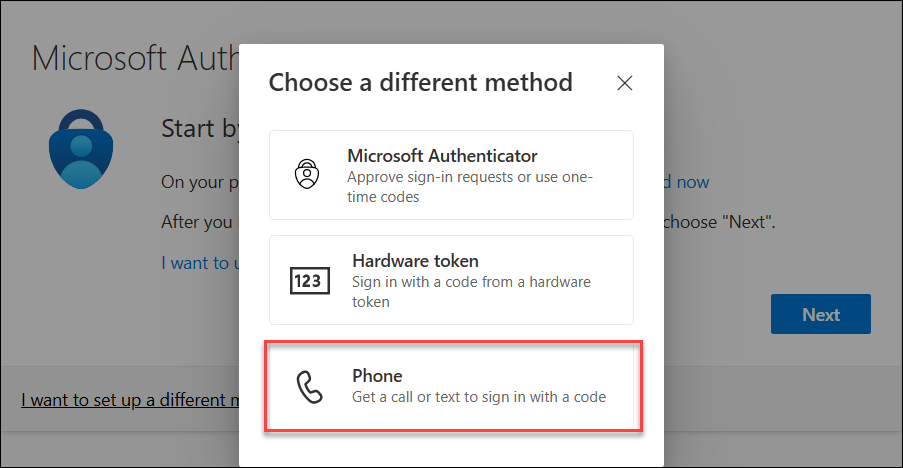 Microsoft Auth
Choose a different method
Start by
Microsoft Authenticator
Approve sign-in requests or use one-
time codes
On your p
d now
After you
choose "Next".
I want to u
Hardware token
Sign in with a code from a hardware
token
123
Next
Phone
Get a call or text to sign in with a code
I want to set up a different m